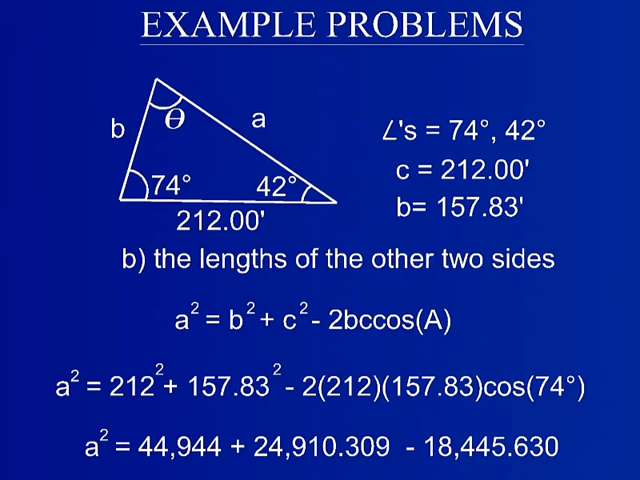 EXAMPLE PROBLEMS
b
ϴ
a
74°
42°
212.00'
∠'s = 74°, 42°
c = 212.00'
b= 157.83'
b) the lengths of the other two sides
a² = b² + c² - 2bccos(A)
a² = 212² + 157.83² - 2(212)(157.83)cos(74°)
a² = 44,944 + 24,910.309 - 18,445.630